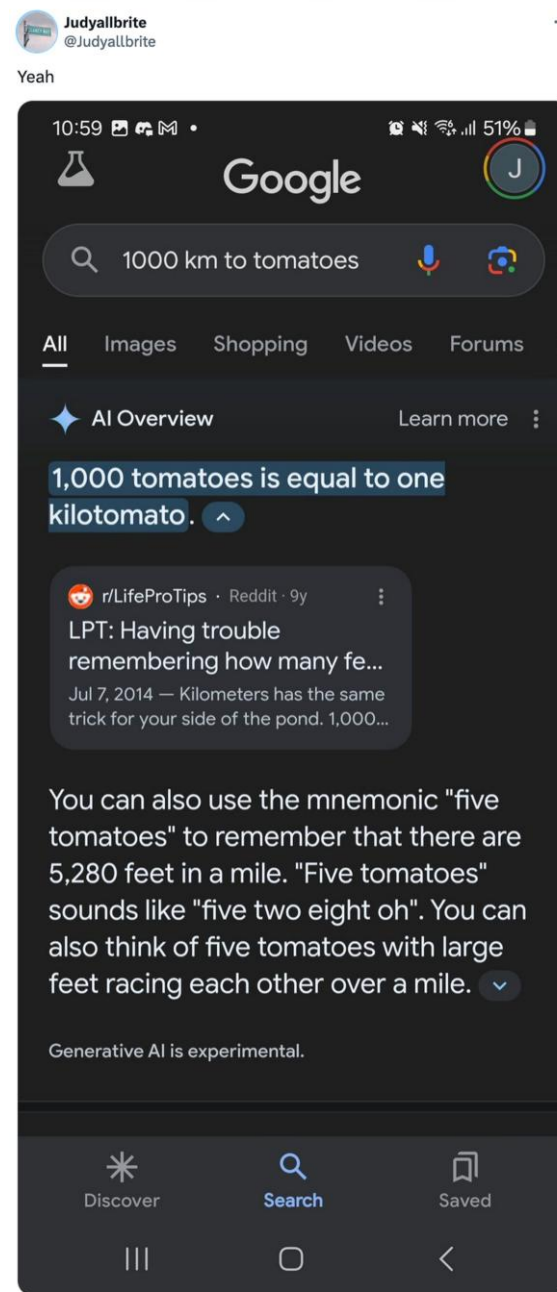 Judyallbrite
@Judyallbrite
Yeah
10:59 51%
Google
J
1000 km to tomatoes
All Images Shopping Videos Forums
AI Overview Learn more
1,000 tomatoes is equal to one
kilotomato.
r/LifeProTips · Reddit · 9y
LPT: Having trouble
remembering how many fe...
Jul 7, 2014 — Kilometers has the same
trick for your side of the pond. 1,000...
You can also use the mnemonic "five
tomatoes" to remember that there are
5,280 feet in a mile. "Five tomatoes"
sounds like "five two eight oh". You can
also think of five tomatoes with large
feet racing each other over a mile.
Generative AI is experimental.
Discover Search Saved